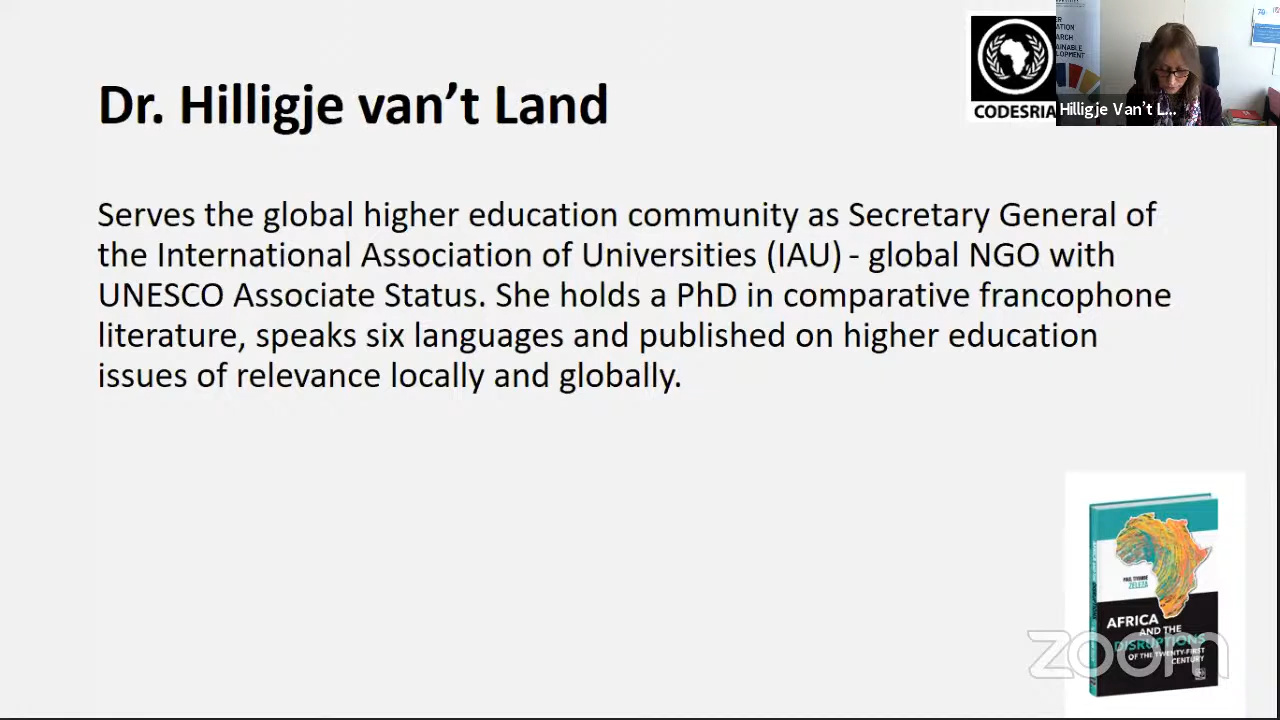 Dr. Hilligje van’t Land
CODESRIA
Hilligje Van’t L...
Serves the global higher education community as Secretary General of
the International Association of Universities (IAU) - global NGO with
UNESCO Associate Status. She holds a PhD in comparative francophone
literature, speaks six languages and published on higher education
issues of relevance locally and globally.
PAUL TIYAMBE
ZELEZA
AFRICA
AND THE
DISRUPTIONS
OF THE TWENTY-FIRST
CENTURY
zoom